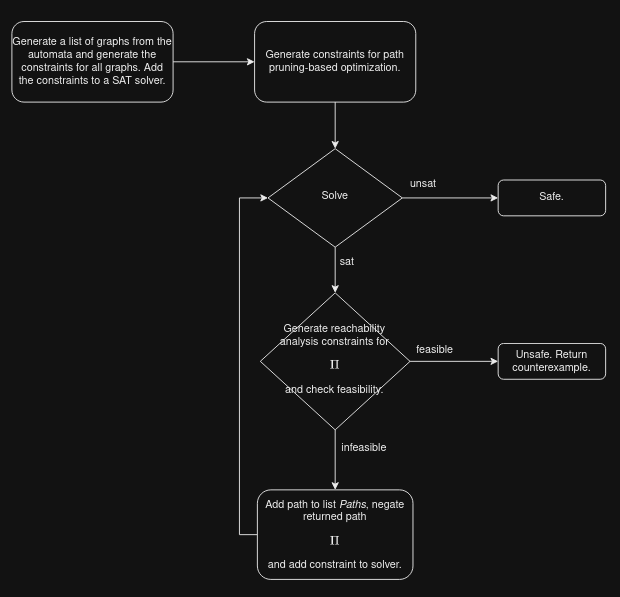 Generate a list of graphs from the
automata and generate the
constraints for all graphs. Add
the constraints to a SAT solver.
Generate constraints for path
pruning-based optimization.
Solve
unsat
Safe.
sat
Generate reachability
analysis constraints for
Π
and check feasibility.
feasible
Unsafe. Return
counterexample.
infeasible
Add path to list Paths, negate
returned path
Π
and add constraint to solver.